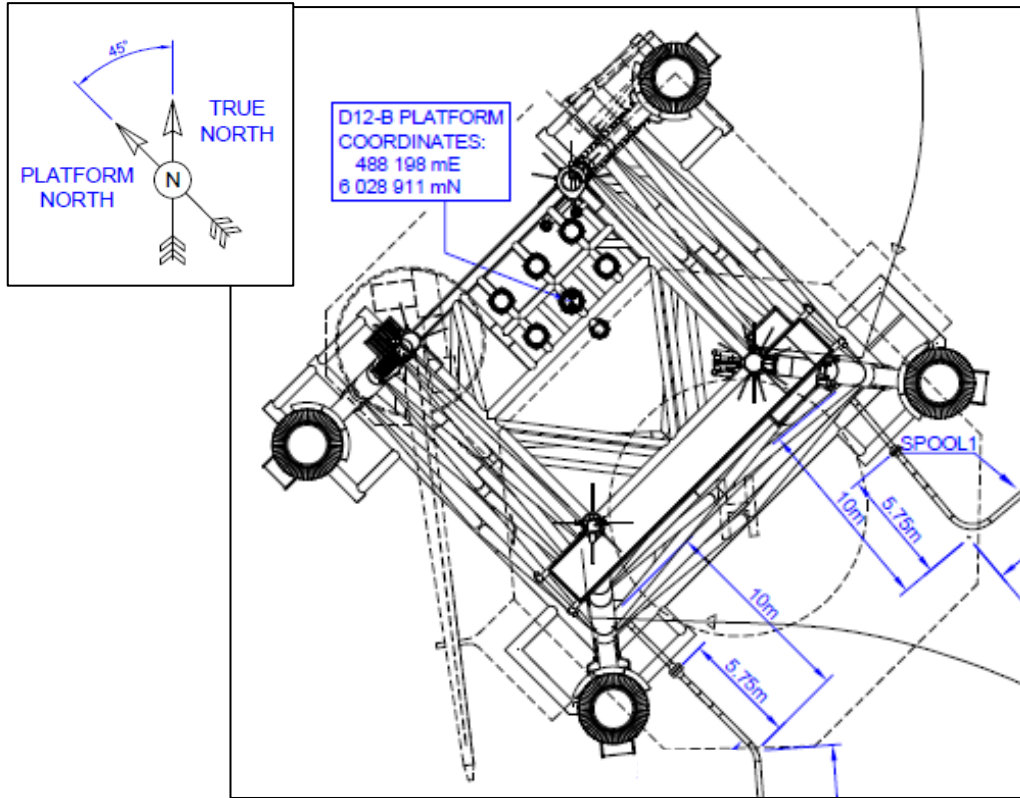 45°
TRUE
NORTH
PLATFORM
NORTH
N
D12-B PLATFORM
COORDINATES:
488 198 mE
6 028 911 mN
SPOOL1
10m
5.75m
10m
5.75m